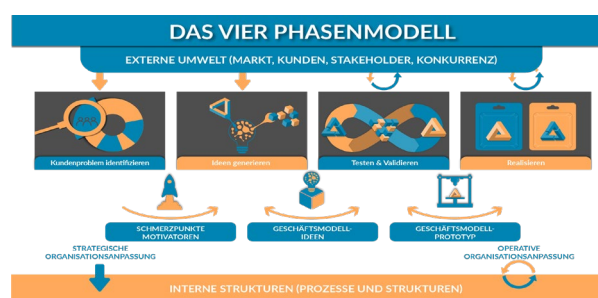 DAS VIER PHASENMODELL
EXTERNE UMWELT (MARKT, KUNDEN, STAKEHOLDER, KONKURRENZ)
Kundenproblem identifizieren
Ideen generieren
Testen & Validieren
Realisieren
SCHMERZPUNKTE
MOTIVATOREN
GESCHÄFTSMODELL-
IDEEN
GESCHÄFTSMODELL-
PROTOTYP
STRATEGISCHE
ORGANISATIONSANPASSUNG
OPERATIVE
ORGANISATIONSANPASSUNG
INTERNE STRUKTUREN (PROZESSE UND STRUKTUREN)